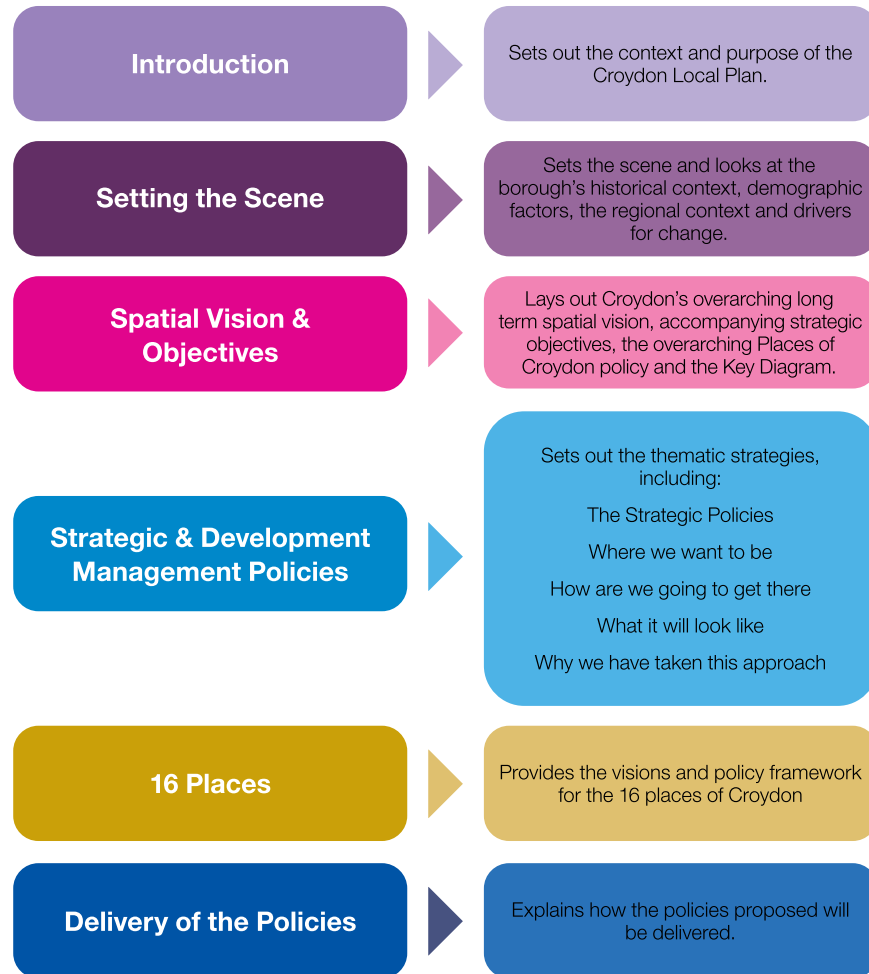 Introduction
Sets out the context and purpose of the
Croydon Local Plan.
Setting the Scene
Sets the scene and looks at the
borough's historical context, demographic
factors, the regional context and drivers
for change.
Spatial Vision &
Objectives
Lays out Croydon's overarching long
term spatial vision, accompanying strategic
objectives, the overarching Places of
Croydon policy and the Key Diagram.
Strategic & Development
Management Policies
Sets out the thematic strategies,
including:
The Strategic Policies
Where we want to be
How are we going to get there
What it will look like
Why we have taken this approach
16 Places
Provides the visions and policy framework
for the 16 places of Croydon
Delivery of the Policies
Explains how the policies proposed will
be delivered.